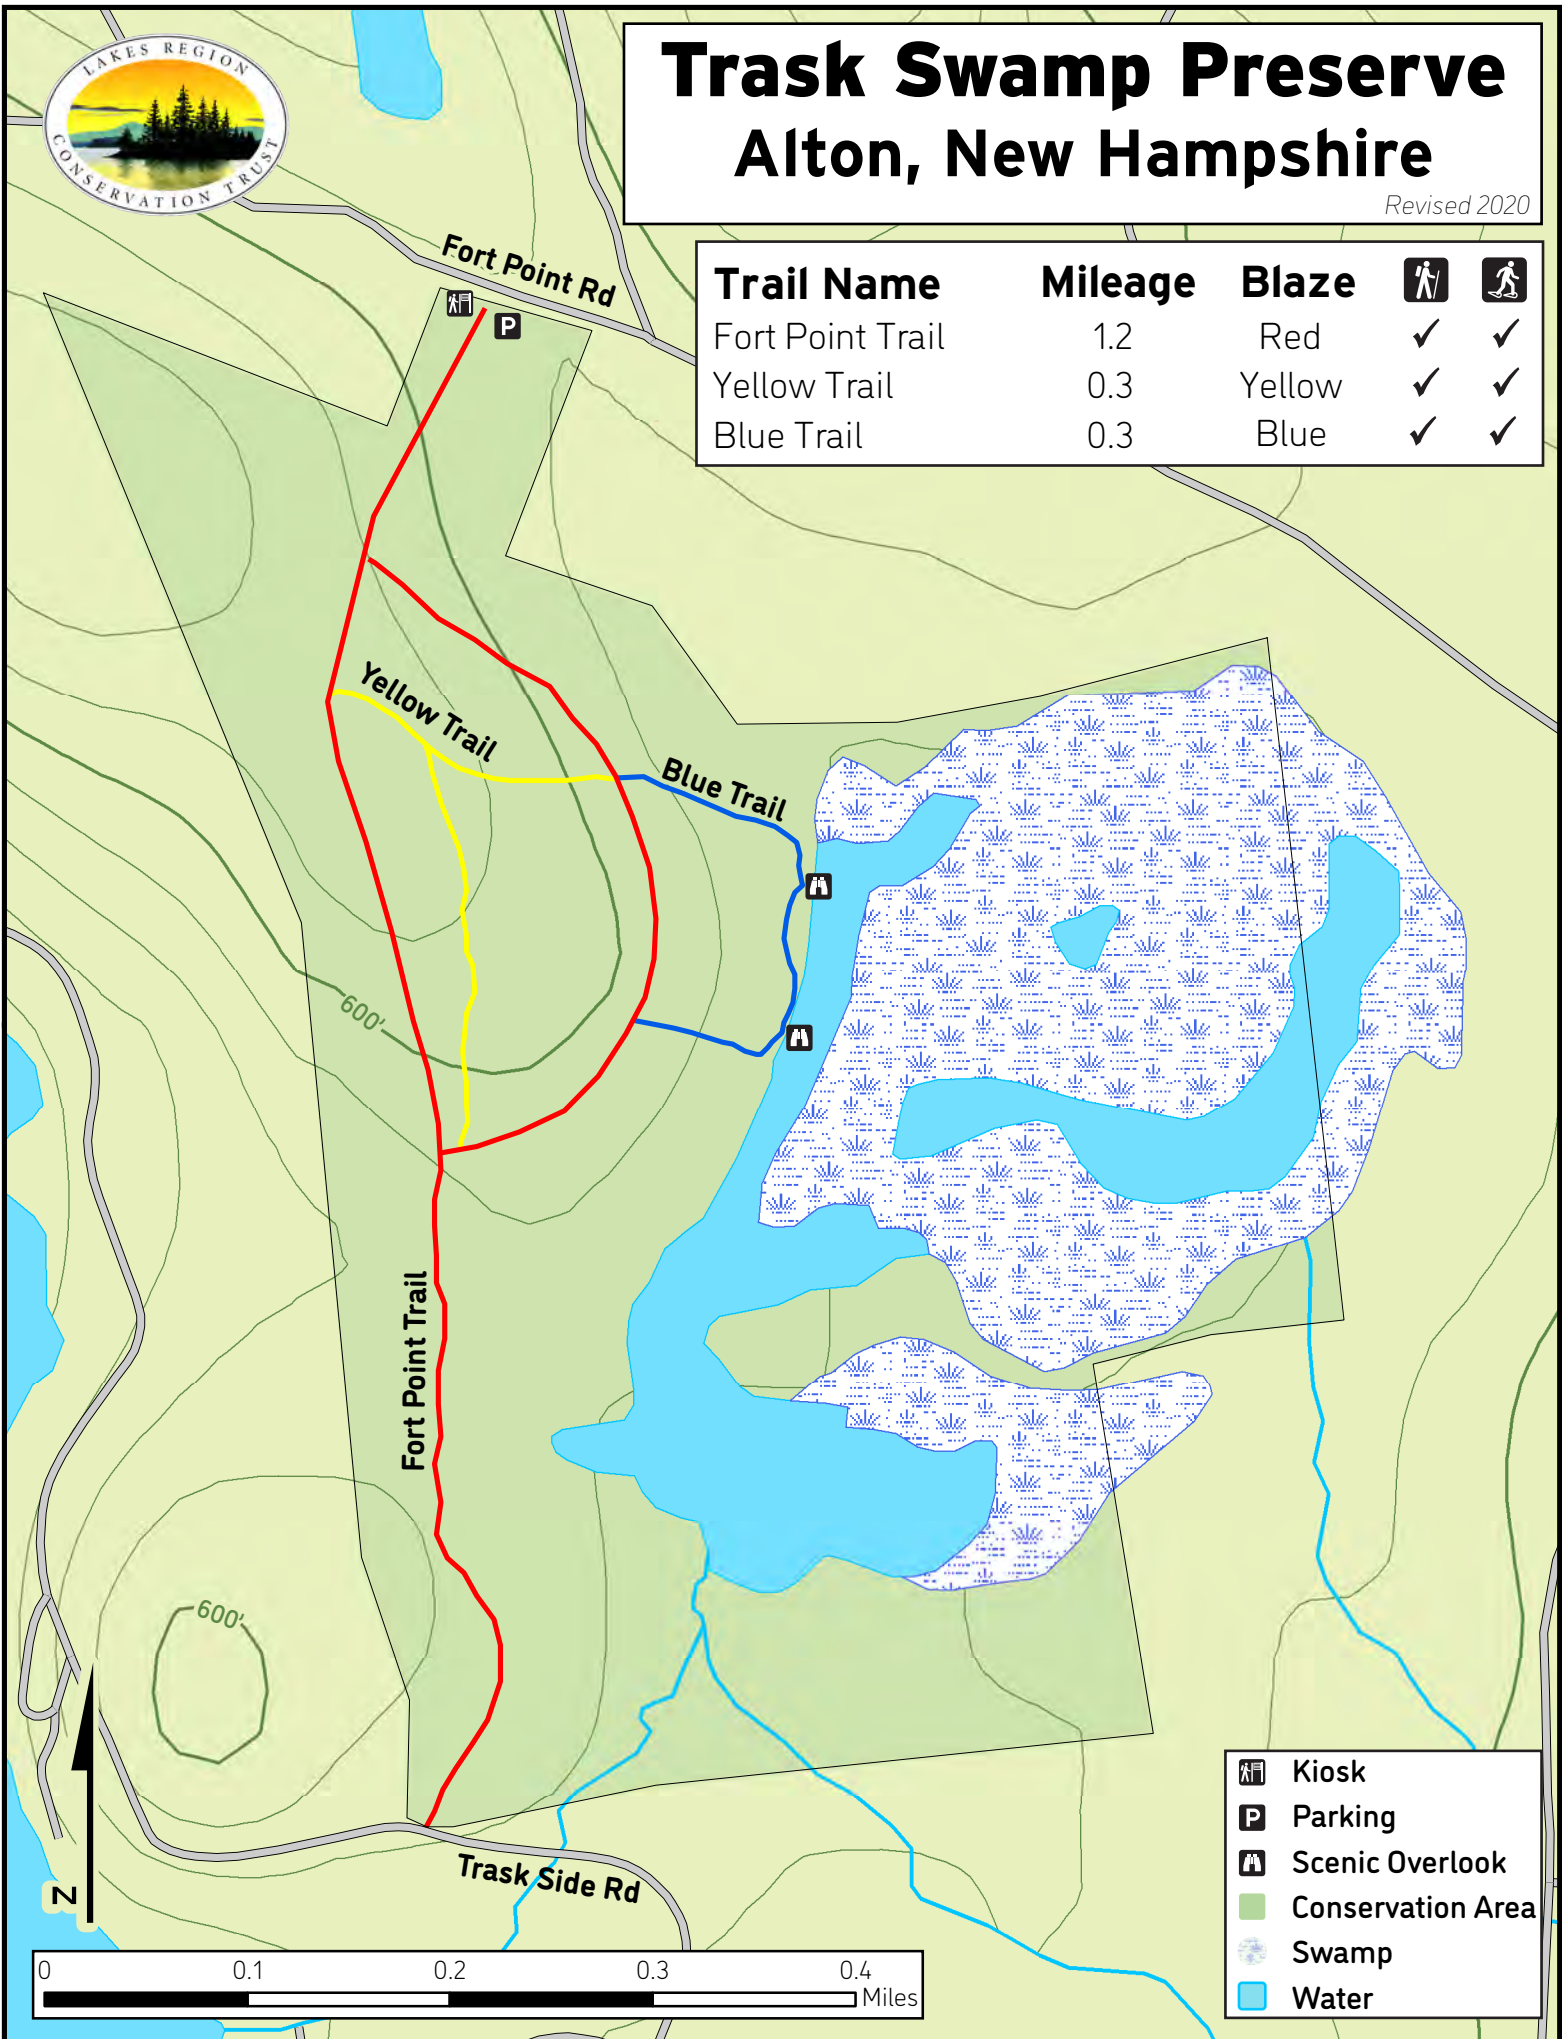 LAKES REGION
CONSERVATION TRUST
Trask Swamp Preserve
Alton, New Hampshire
Revised 2020
Fort Point Rd
P
Trail Name Mileage Blaze
Fort Point Trail 1.2 Red ✓ ✓
Yellow Trail 0.3 Yellow ✓ ✓
Blue Trail 0.3 Blue ✓ ✓
Yellow Trail
Blue Trail
600'
Fort Point Trail
600'
Trask Side Rd
N
P
Kiosk
Parking
Scenic Overlook
Conservation Area
Swamp
Water
0 0.1 0.2 0.3 0.4
Miles